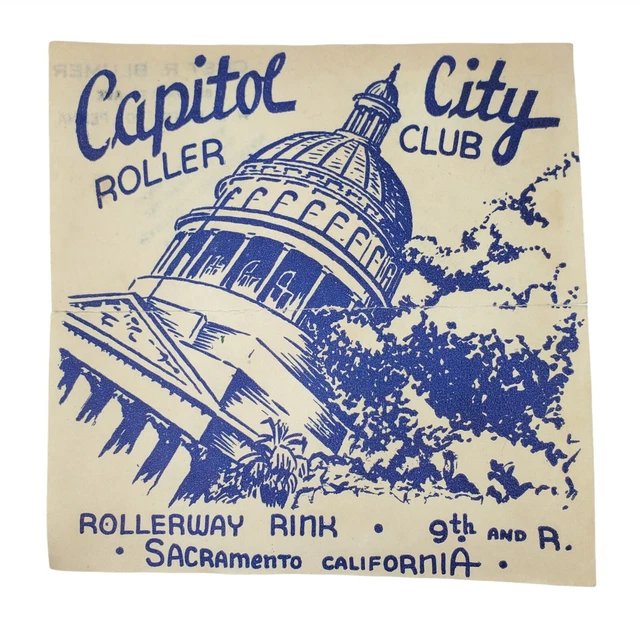 Capitol City
ROLLER CLUB
ROLLERWAY RINK • 9th AND R.
• SACRAMENTO CALIFORNIA •